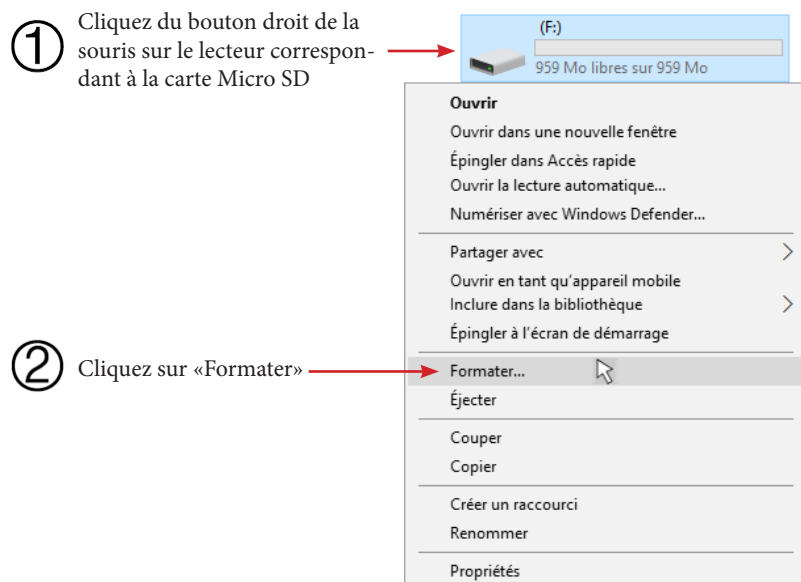 ① Cliquez du bouton droit de la
souris sur le lecteur correspon-
dant à la carte Micro SD
(F:)
959 Mo libres sur 959 Mo
Ouvrir
Ouvrir dans une nouvelle fenêtre
Épingler dans Accès rapide
Ouvrir la lecture automatique...
Numériser avec Windows Defender...
Partager avec
Ouvrir en tant qu'appareil mobile
Inclure dans la bibliothèque
Épingler à l'écran de démarrage
② Cliquez sur «Formater»
Formater...
Éjecter
Couper
Copier
Créer un raccourci
Renommer
Propriétés